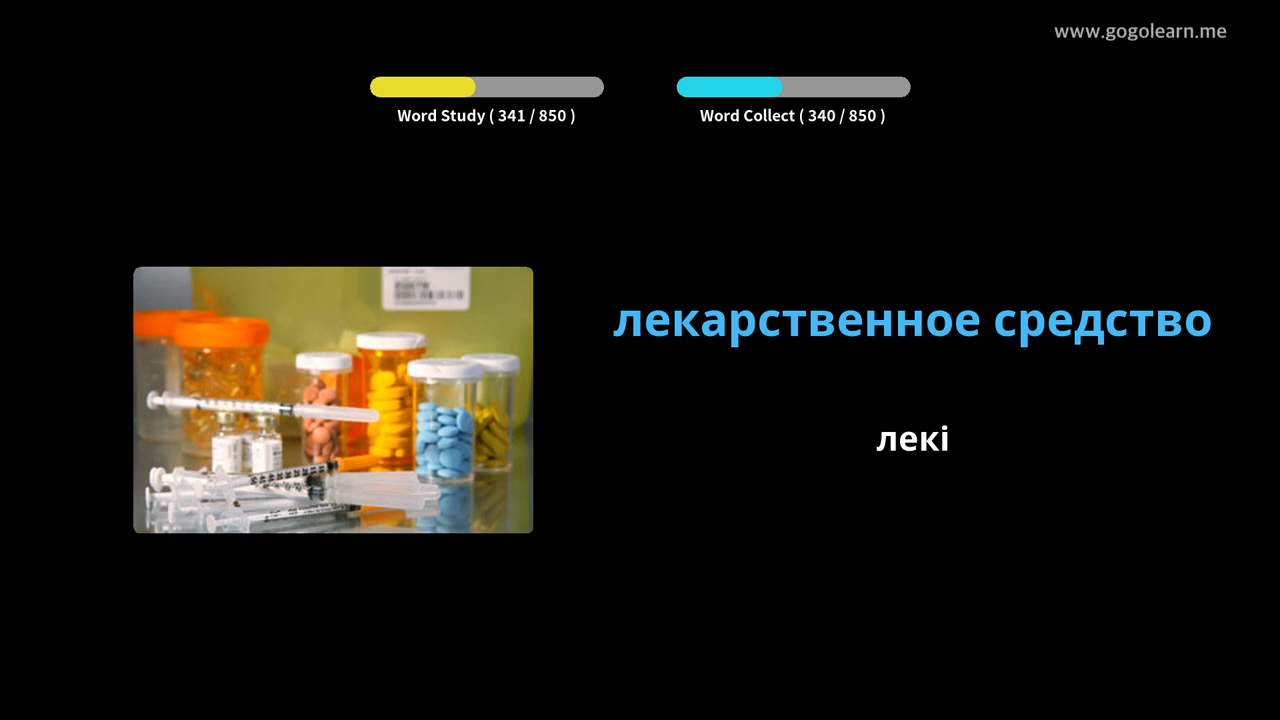 www.gogolearn.me
Word Study ( 341 / 850 )
Word Collect ( 340 / 850 )
лекарственное средство
лекі